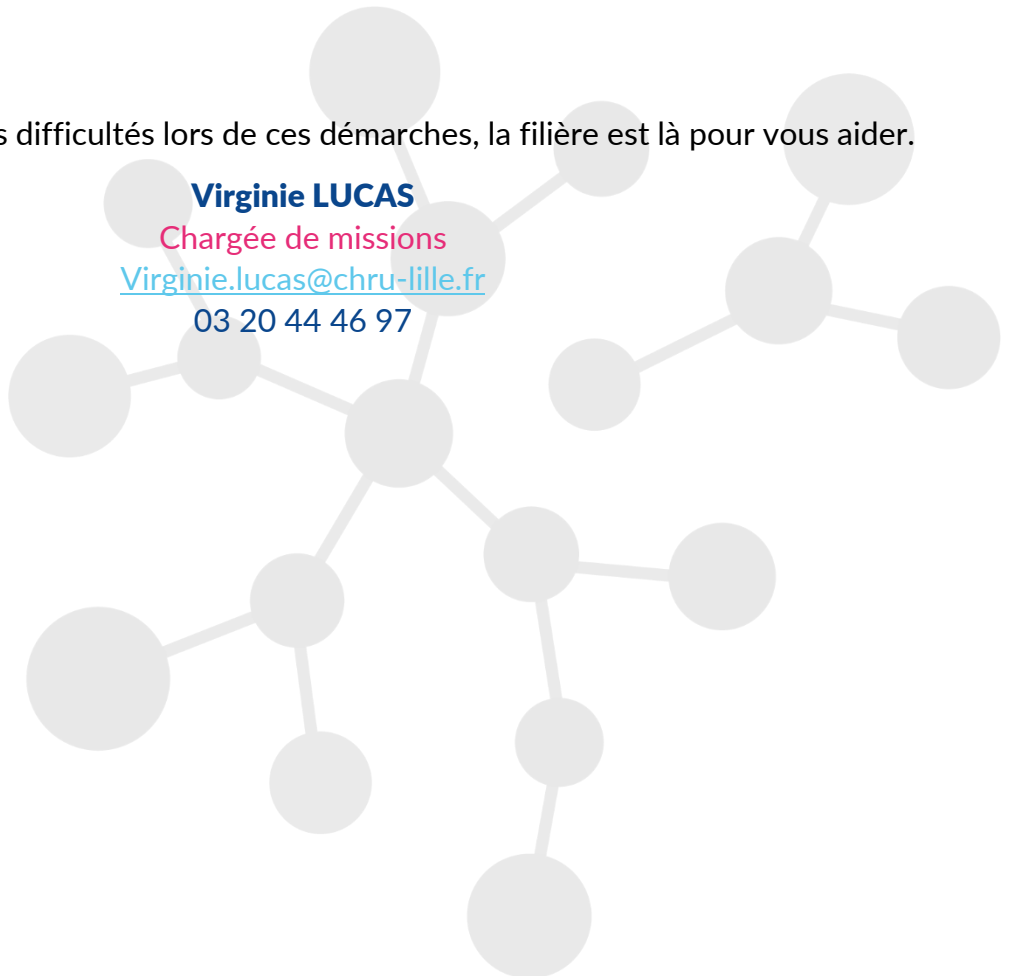 s difficultés lors de ces démarches, la filière est là pour vous aider.
Virginie LUCAS
Chargée de missions
Virginie.lucas@chru-lille.fr
03 20 44 46 97